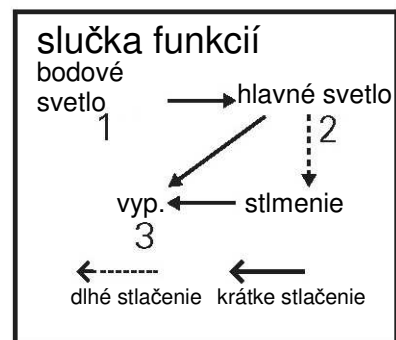 slučka funkcií
bodové
svetlo
hlavné svetlo
1
2
vyp.
stlmenie
3
dlhé stlačenie
krátke stlačenie